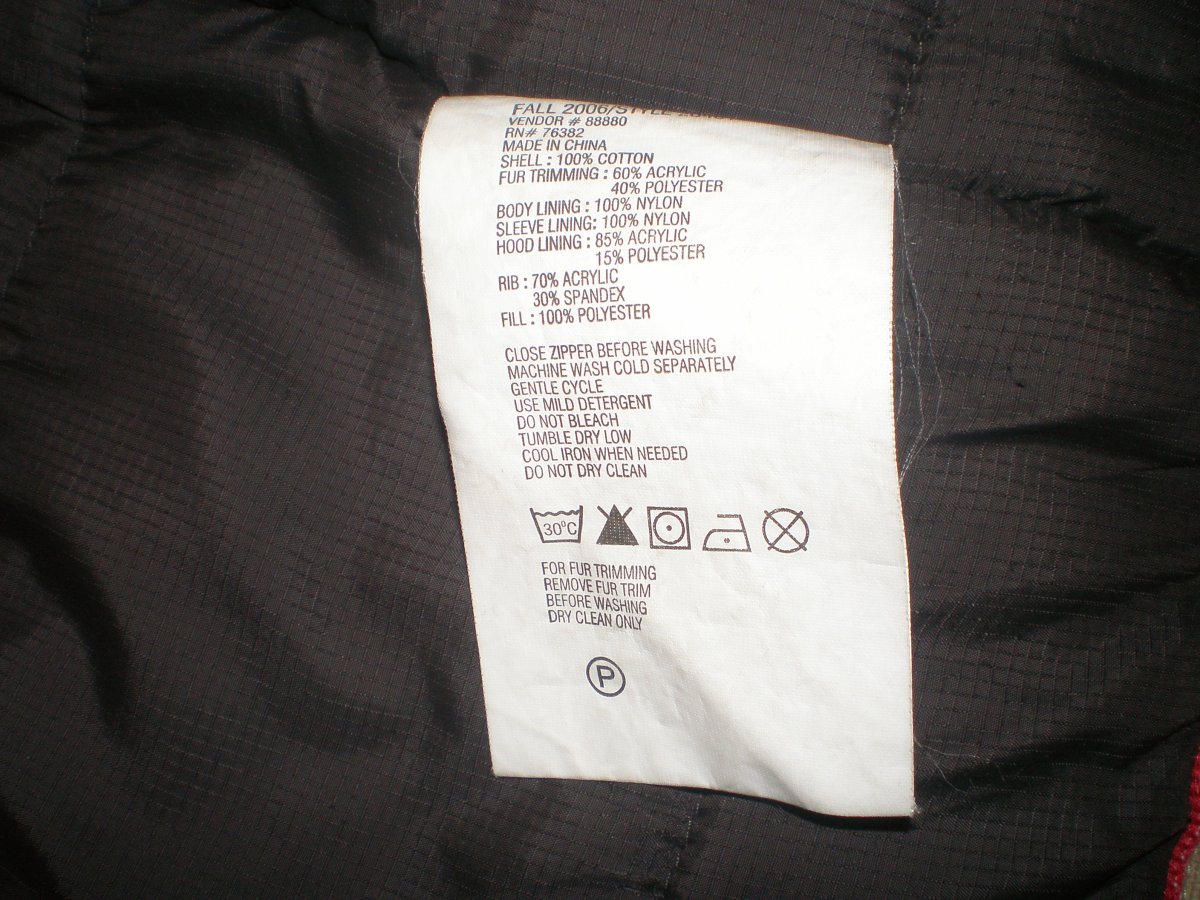 FALL 2006/STYLE
VENDOR # 88880
RN# 76382
MADE IN CHINA
SHELL : 100% COTTON
FUR TRIMMING : 60% ACRYLIC
40% POLYESTER
BODY LINING : 100% NYLON
SLEEVE LINING: 100% NYLON
HOOD LINING : 85% ACRYLIC
15% POLYESTER
RIB : 70% ACRYLIC
30% SPANDEX
FILL : 100% POLYESTER
CLOSE ZIPPER BEFORE WASHING
MACHINE WASH COLD SEPARATELY
GENTLE CYCLE
USE MILD DETERGENT
DO NOT BLEACH
TUMBLE DRY LOW
COOL IRON WHEN NEEDED
DO NOT DRY CLEAN
30°C
FOR FUR TRIMMING
REMOVE FUR TRIM
BEFORE WASHING
DRY CLEAN ONLY
P